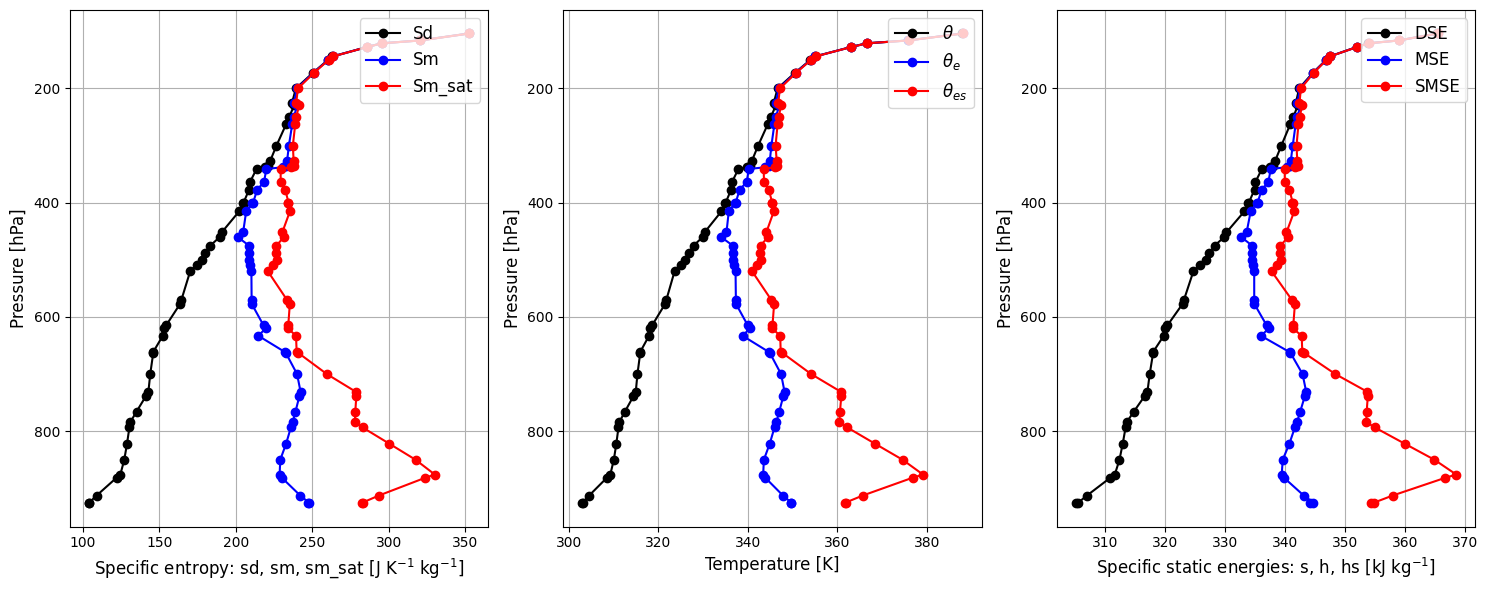 Sd
Sm
Sm_sat
200
400
600
800
Pressure [hPa]
100 150 200 250 300 350
Specific entropy: sd, sm, sm_sat [J K⁻¹ kg⁻¹]
θ
θₑ
θₑₛ
200
400
600
800
Pressure [hPa]
300 320 340 360 380
Temperature [K]
DSE
MSE
SMSE
200
400
600
800
Pressure [hPa]
310 320 330 340 350 360 370
Specific static energies: s, h, hs [kJ kg⁻¹]